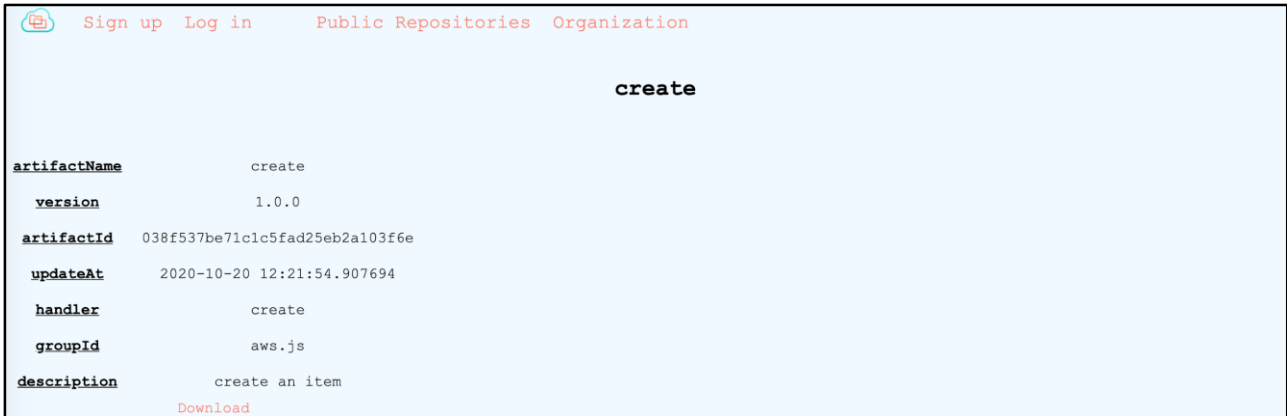 Sign up Log in Public Repositories Organization
create
artifactName create
version 1.0.0
artifactId 038f537be71c1c5fad25eb2a103f6e
updateAt 2020-10-20 12:21:54.907694
handler create
groupId aws.js
description create an item
Download